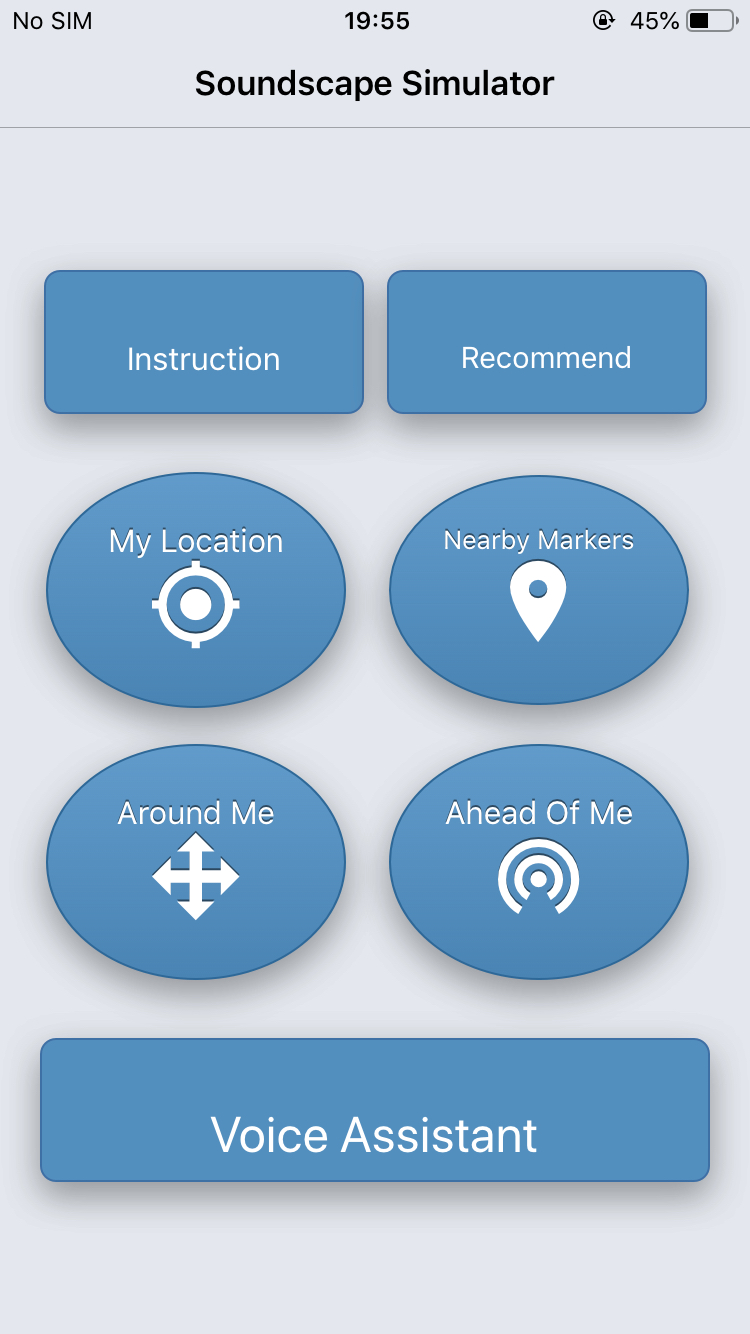 No SIM 19:55 45%
Soundscape Simulator
Instruction Recommend
My Location Nearby Markers
Around Me Ahead Of Me
Voice Assistant